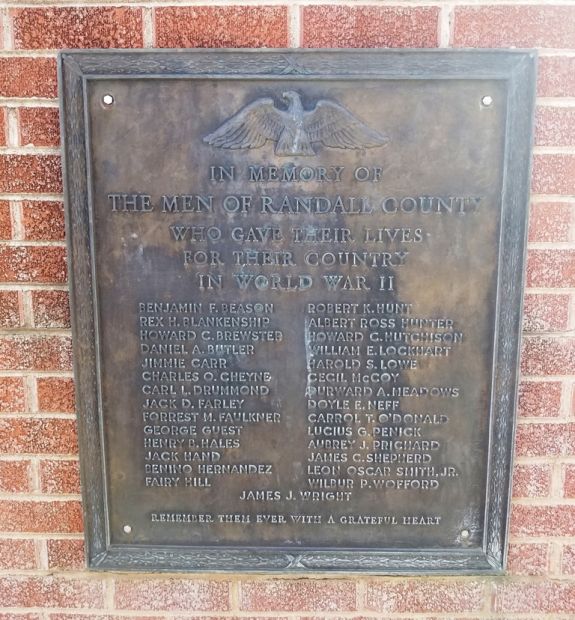 IN MEMORY OF
THE MEN OF RANDALL COUNTY
WHO GAVE THEIR LIVES
FOR THEIR COUNTRY
IN WORLD WAR II
BENJAMIN F. BEASON
REX H. BLANKENSHIP
HOWARD C. BREWSTER
DANIEL A. BUTLER
JIMMIE CARR
CHARLES O. CHEYNE
CARL L. DRUMMOND
JACK D. FARLEY
FORREST M. FAULKNER
GEORGE GUEST
HENRY B. HALES
JACK HAND
BENINO HERNANDEZ
FAIRY HILL
ROBERT K. HUNT
ALBERT ROSS HUNTER
HOWARD C. HUTCHISON
WILLIAM E. LOCKHART
HAROLD S. LOWE
CECIL McCOY
DURWARD A. MEADOWS
DOYLE E. NEFF
CARROL T. O'DONALD
LUCIUS G. PENICK
AUBREY J. PRICHARD
JAMES C. SHEPHERD
LEON OSCAR SMITH, JR.
WILBUR P. WOFFORD
JAMES J. WRIGHT
REMEMBER THEM EVER WITH A GRATEFUL HEART